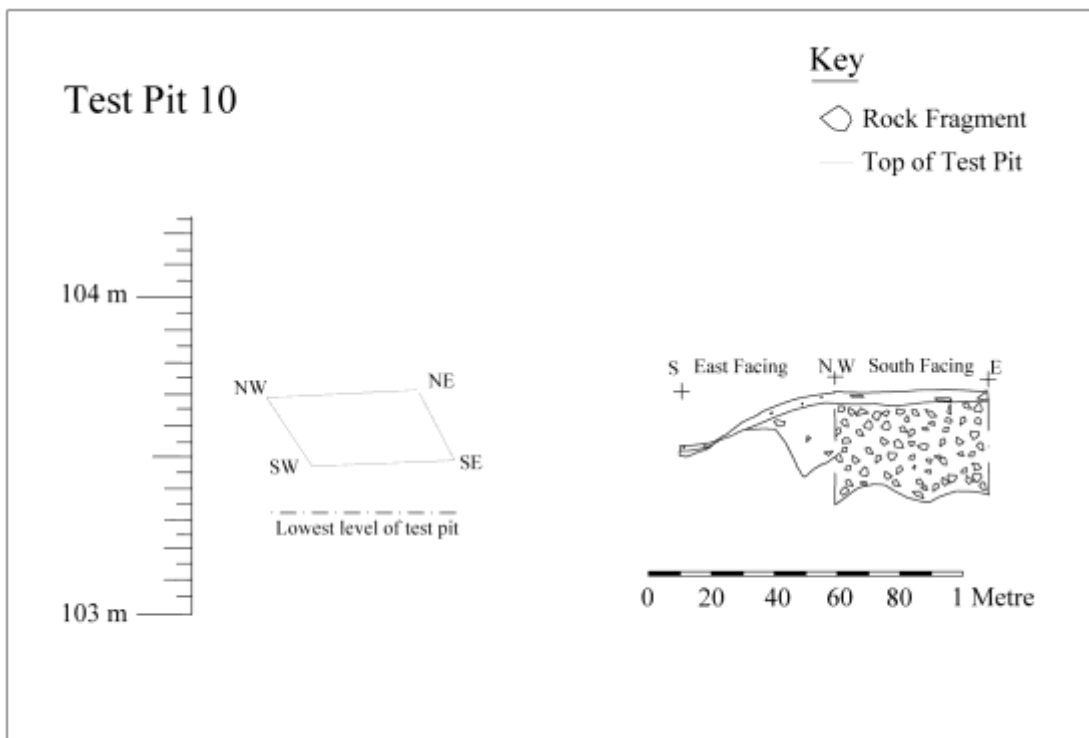 Key
Test Pit 10
Rock Fragment
Top of Test Pit
104 m
NW
NE
SW
SE
Lowest level of test pit
103 m
S East Facing N W South Facing E
0 20 40 60 80 1 Metre